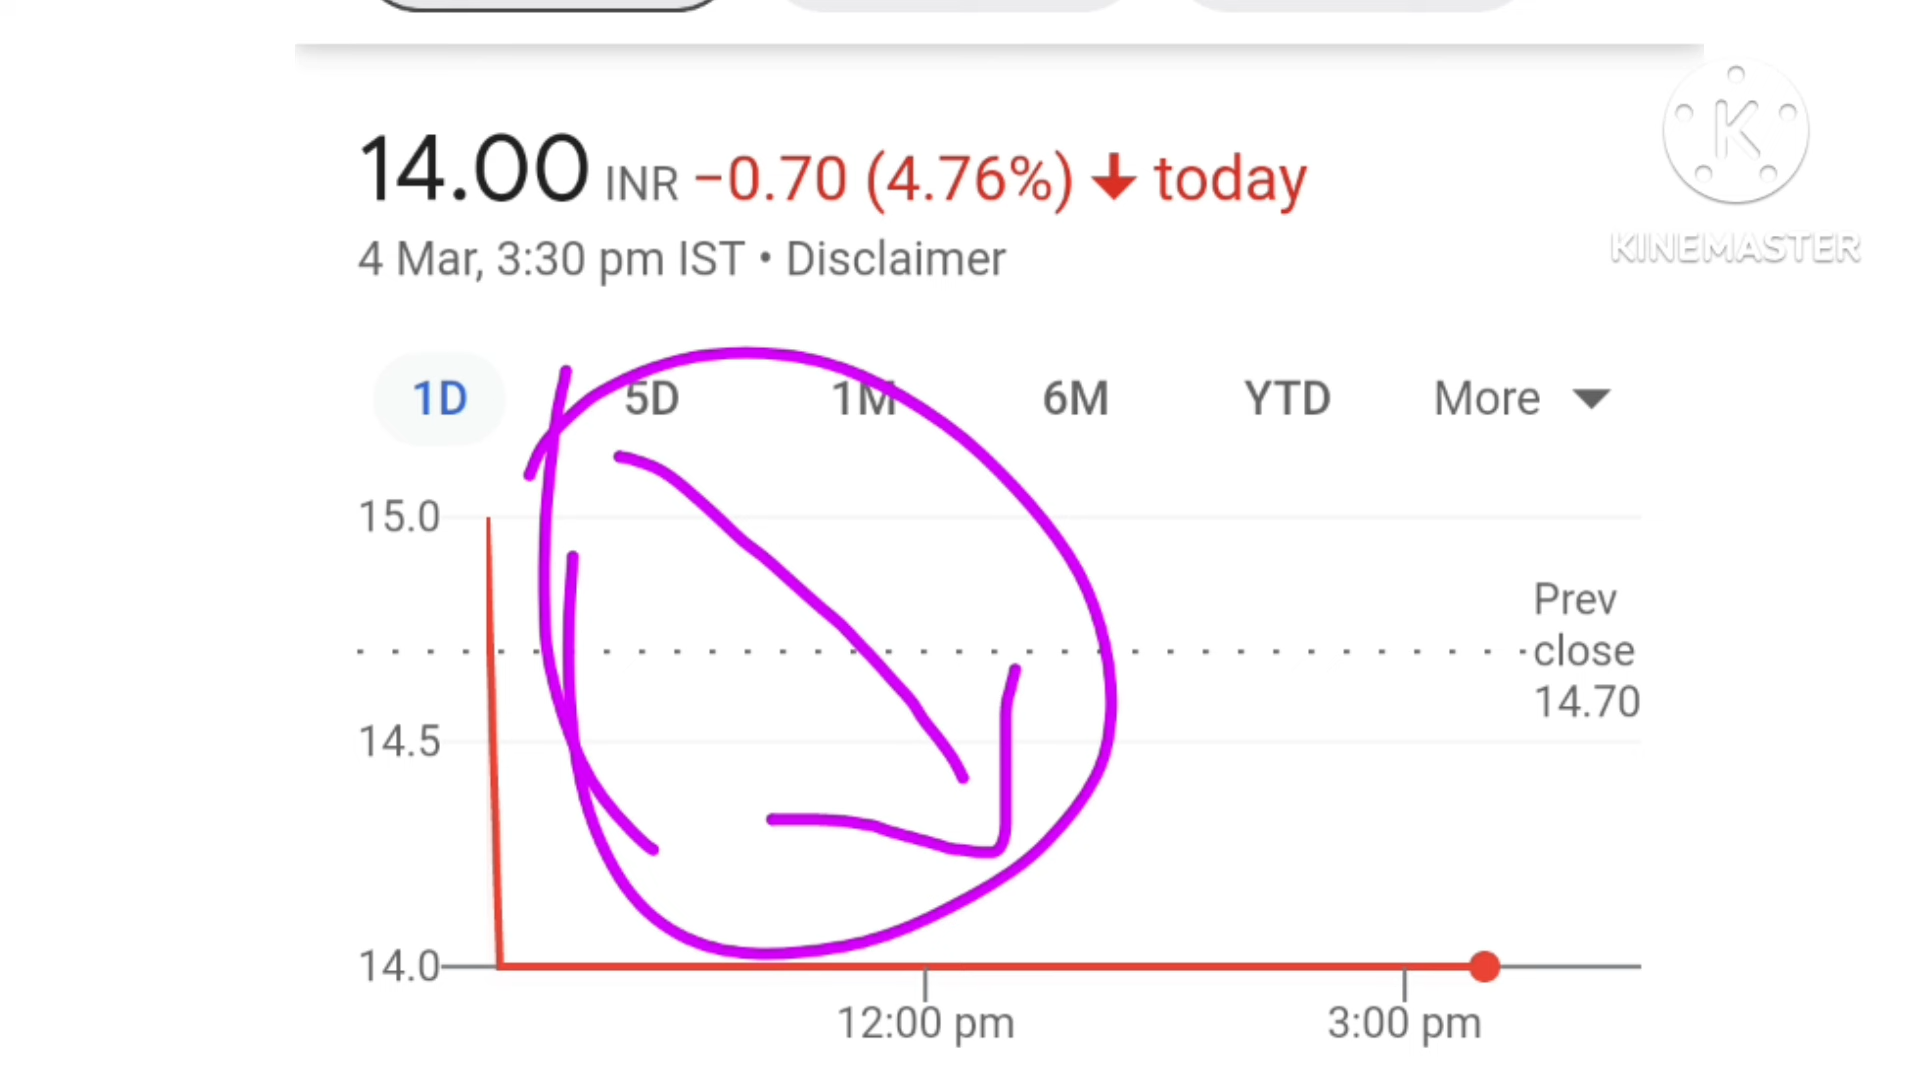 14.00 INR −0.70 (4.76%) ↓ today
4 Mar, 3:30 pm IST • Disclaimer
K
KINEMASTER
1D 5D 1M 6M YTD More
15.0
Prev
close
14.70
14.5
14.0
12:00 pm 3:00 pm